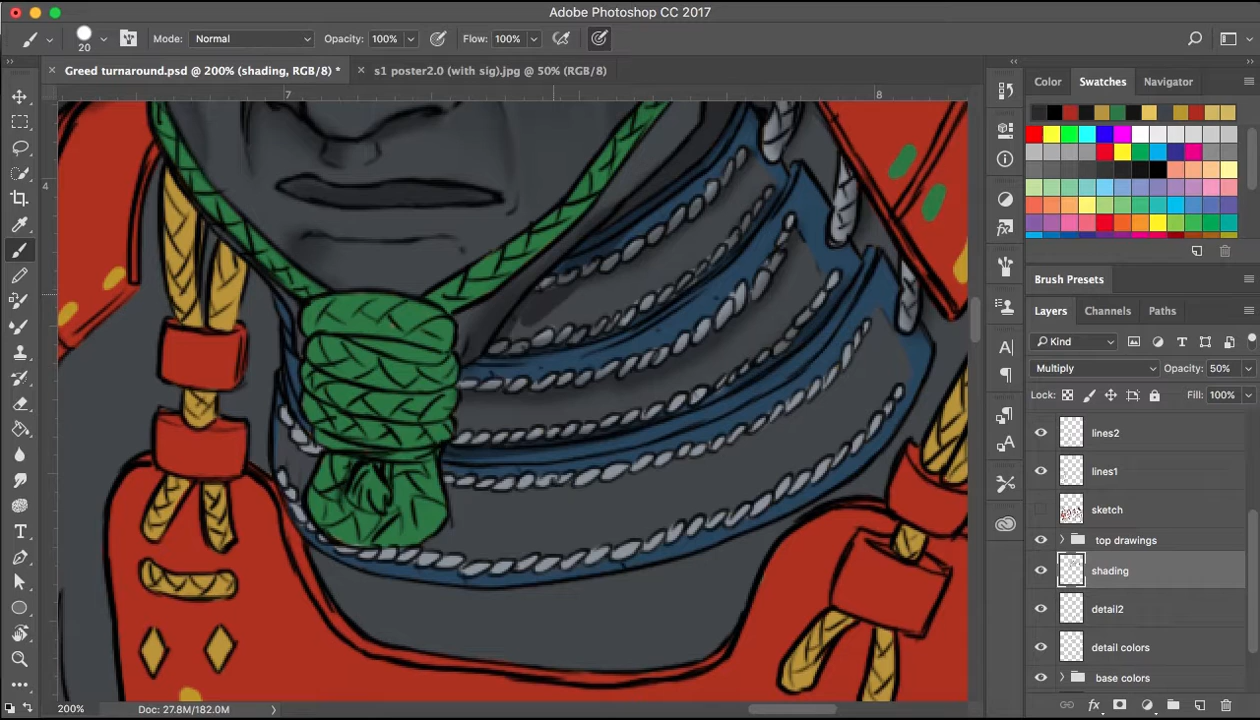 Adobe Photoshop CC 2017
20
Mode: Normal
Opacity: 100%
Flow: 100%
Greed turnaround.psd @ 200% (shading, RGB/8) *
s1 poster2.0 (with sig).jpg @ 50% (RGB/8)
7
8
4
Color
Swatches
Navigator
Brush Presets
Layers
Channels
Paths
Kind
Multiply
Opacity: 50%
Lock:
Fill: 100%
lines2
lines1
sketch
top drawings
shading
detail2
detail colors
base colors
200%
Doc: 27.8M/182.0M